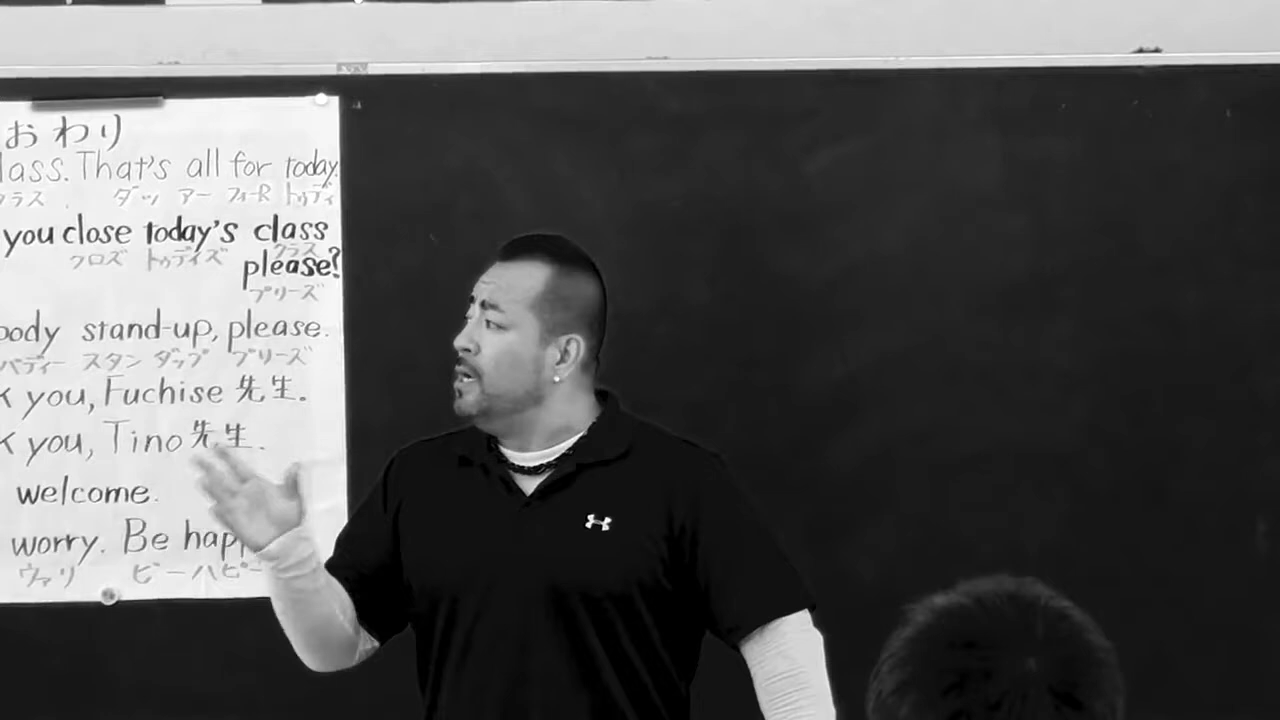 おわり
lass. That's all for today.
クラス ダッ アー フォーR トゥディ
you close today's class
クロズ トゥデイズ クラス
please?
プリーズ
body stand-up, please.
バディー スタン ダップ プリーズ
k you, Fuchise 先生.
k you, Tino 先生.
welcome.
worry. Be happ
ウァリ ビーハピー